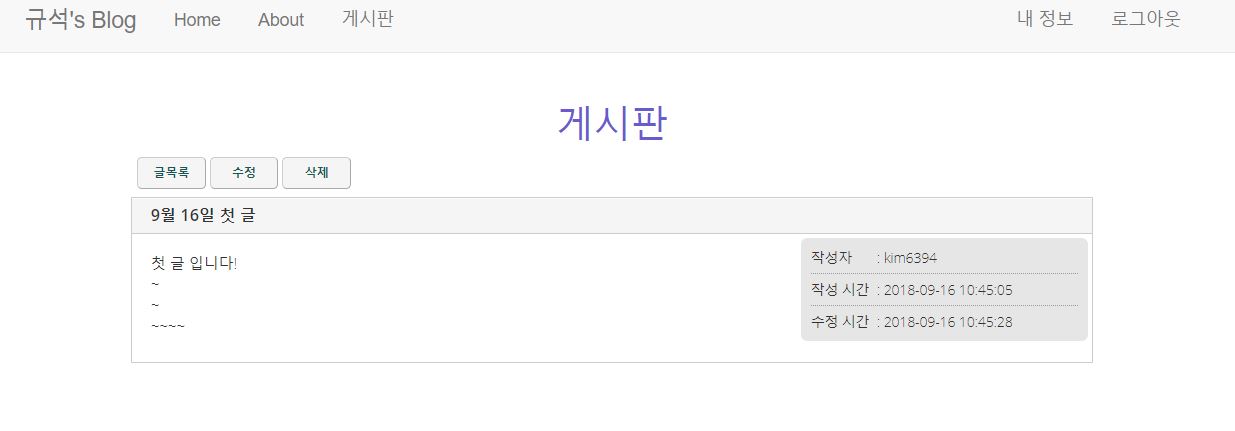 규석's Blog Home About 게시판 내 정보 로그아웃
게시판
글목록 수정 삭제
9월 16일 첫 글
첫 글 입니다!
~
~
~~~~
작성자 : kim6394
작성 시간 : 2018-09-16 10:45:05
수정 시간 : 2018-09-16 10:45:28